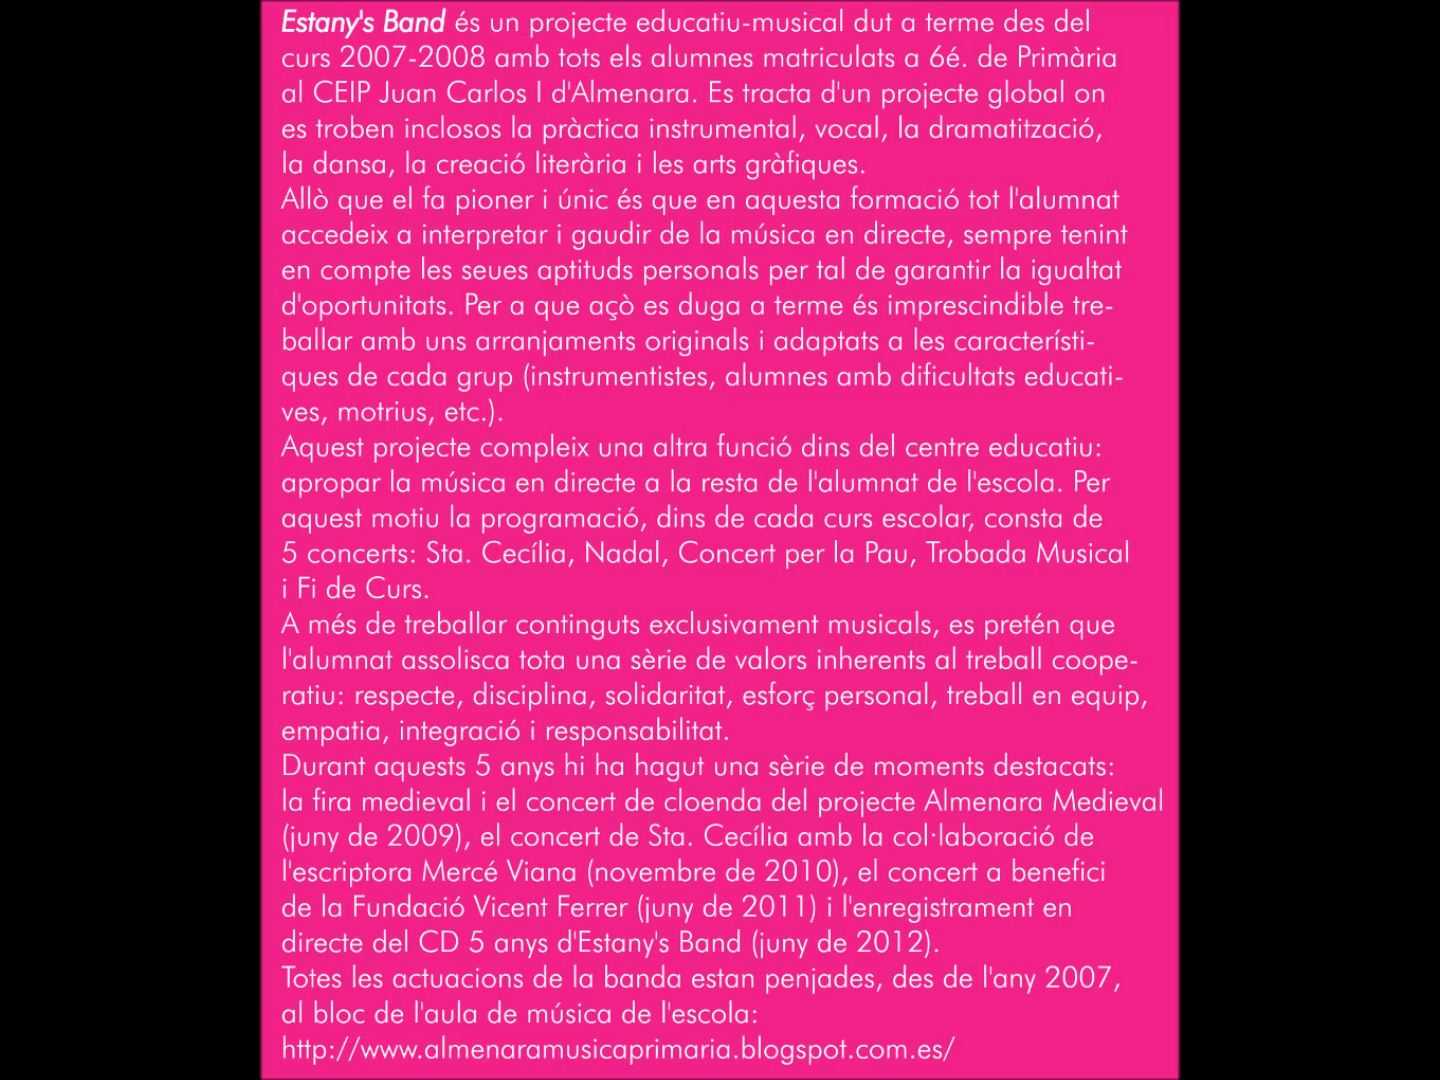 Estany's Band és un projecte educatiu-musical dut a terme des del
curs 2007-2008 amb tots els alumnes matriculats a 6é. de Primària
al CEIP Juan Carlos I d'Almenara. Es tracta d'un projecte global on
es troben inclosos la pràctica instrumental, vocal, la dramatització,
la dansa, la creació literària i les arts gràfiques.
Allò que el fa pioner i únic és que en aquesta formació tot l'alumnat
accedeix a interpretar i gaudir de la música en directe, sempre tenint
en compte les seues aptituds personals per tal de garantir la igualtat
d'oportunitats. Per a que açò es duga a terme és imprescindible tre-
ballar amb uns arranjaments originals i adaptats a les característi-
ques de cada grup (instrumentistes, alumnes amb dificultats educati-
ves, motrius, etc.).
Aquest projecte compleix una altra funció dins del centre educatiu:
apropar la música en directe a la resta de l'alumnat de l'escola. Per
aquest motiu la programació, dins de cada curs escolar, consta de
5 concerts: Sta. Cecília, Nadal, Concert per la Pau, Trobada Musical
i Fi de Curs.
A més de treballar continguts exclusivament musicals, es pretén que
l'alumnat assolisca tota una sèrie de valors inherents al treball coope-
ratiu: respecte, disciplina, solidaritat, esforç personal, treball en equip,
empatia, integració i responsabilitat.
Durant aquests 5 anys hi ha hagut una sèrie de moments destacats:
la fira medieval i el concert de cloenda del projecte Almenara Medieval
(juny de 2009), el concert de Sta. Cecília amb la col·laboració de
l'escriptora Mercé Viana (novembre de 2010), el concert a benefici
de la Fundació Vicent Ferrer (juny de 2011) i l'enregistrament en
directe del CD 5 anys d'Estany's Band (juny de 2012).
Totes les actuacions de la banda estan penjades, des de l'any 2007,
al bloc de l'aula de música de l'escola:
http://www.almenaramusicaprimaria.blogspot.com.es/